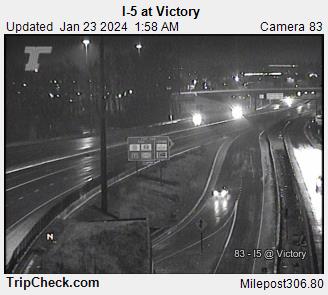 I-5 at Victory
Updated Jan 23 2024 1:58 AM Camera 83
N
83 - I5 @ Victory
TripCheck.com Milepost306.80